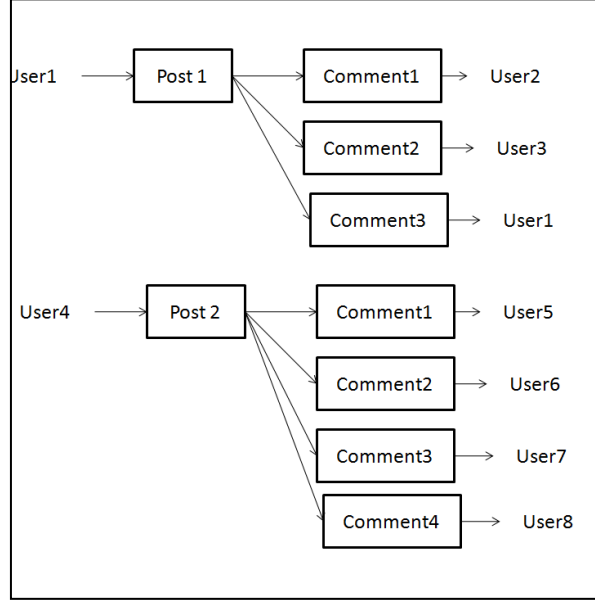 User1 Post 1 Comment1 User2
Comment2 User3
Comment3 User1
User4 Post 2 Comment1 User5
Comment2 User6
Comment3 User7
Comment4 User8